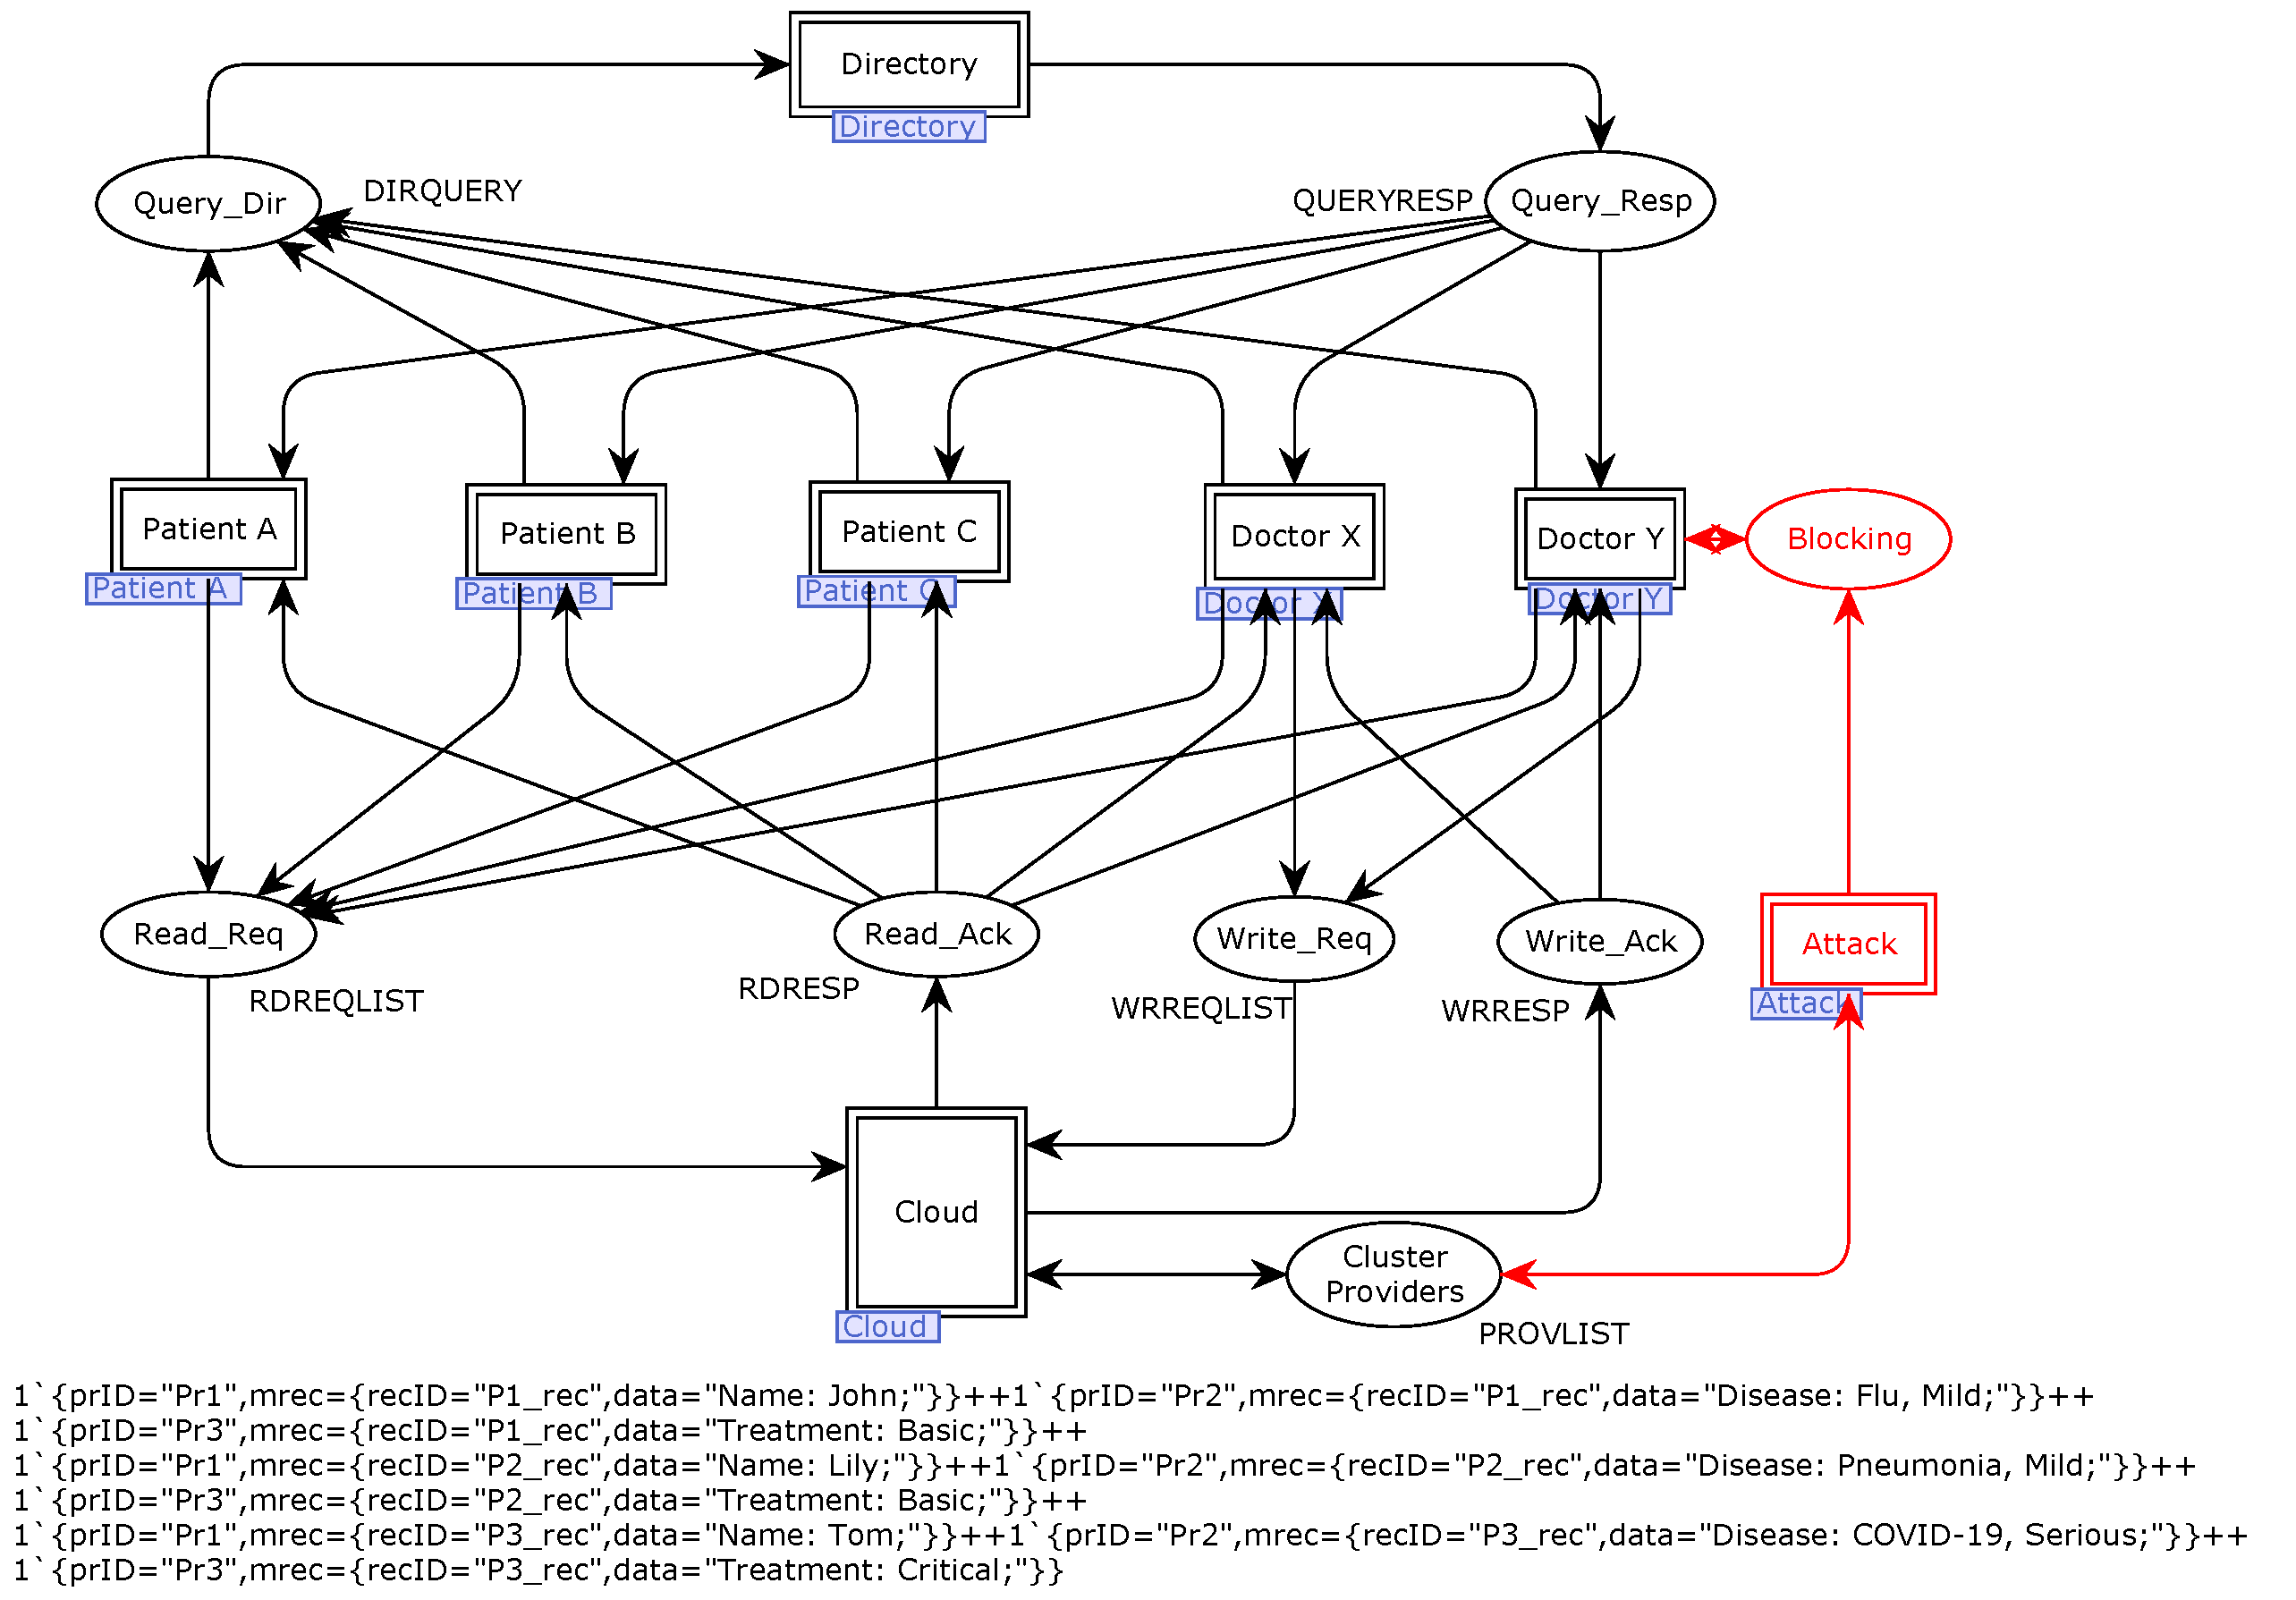 Directory
Directory
Query_Dir
DIRQUERY
QUERYRESP
Query_Resp
Patient A
Patient A
Patient B
Patient B
Patient C
Patient C
Doctor X
Doctor X
Doctor Y
Doctor Y
Blocking
Read_Req
RDREQLIST
Read_Ack
RDRESP
Write_Req
WRREQLIST
Write_Ack
WRRESP
Attack
Attack
Cloud
Cloud
Cluster
Providers
PROVLIST
1`{prID="Pr1",mrec={recID="P1_rec",data="Name: John;"}}++1`{prID="Pr2",mrec={recID="P1_rec",data="Disease: Flu, Mild;"}}++
1`{prID="Pr3",mrec={recID="P1_rec",data="Treatment: Basic;"}}++
1`{prID="Pr1",mrec={recID="P2_rec",data="Name: Lily;"}}++1`{prID="Pr2",mrec={recID="P2_rec",data="Disease: Pneumonia, Mild;"}}++
1`{prID="Pr3",mrec={recID="P2_rec",data="Treatment: Basic;"}}++
1`{prID="Pr1",mrec={recID="P3_rec",data="Name: Tom;"}}++1`{prID="Pr2",mrec={recID="P3_rec",data="Disease: COVID-19, Serious;"}}++
1`{prID="Pr3",mrec={recID="P3_rec",data="Treatment: Critical;"}}